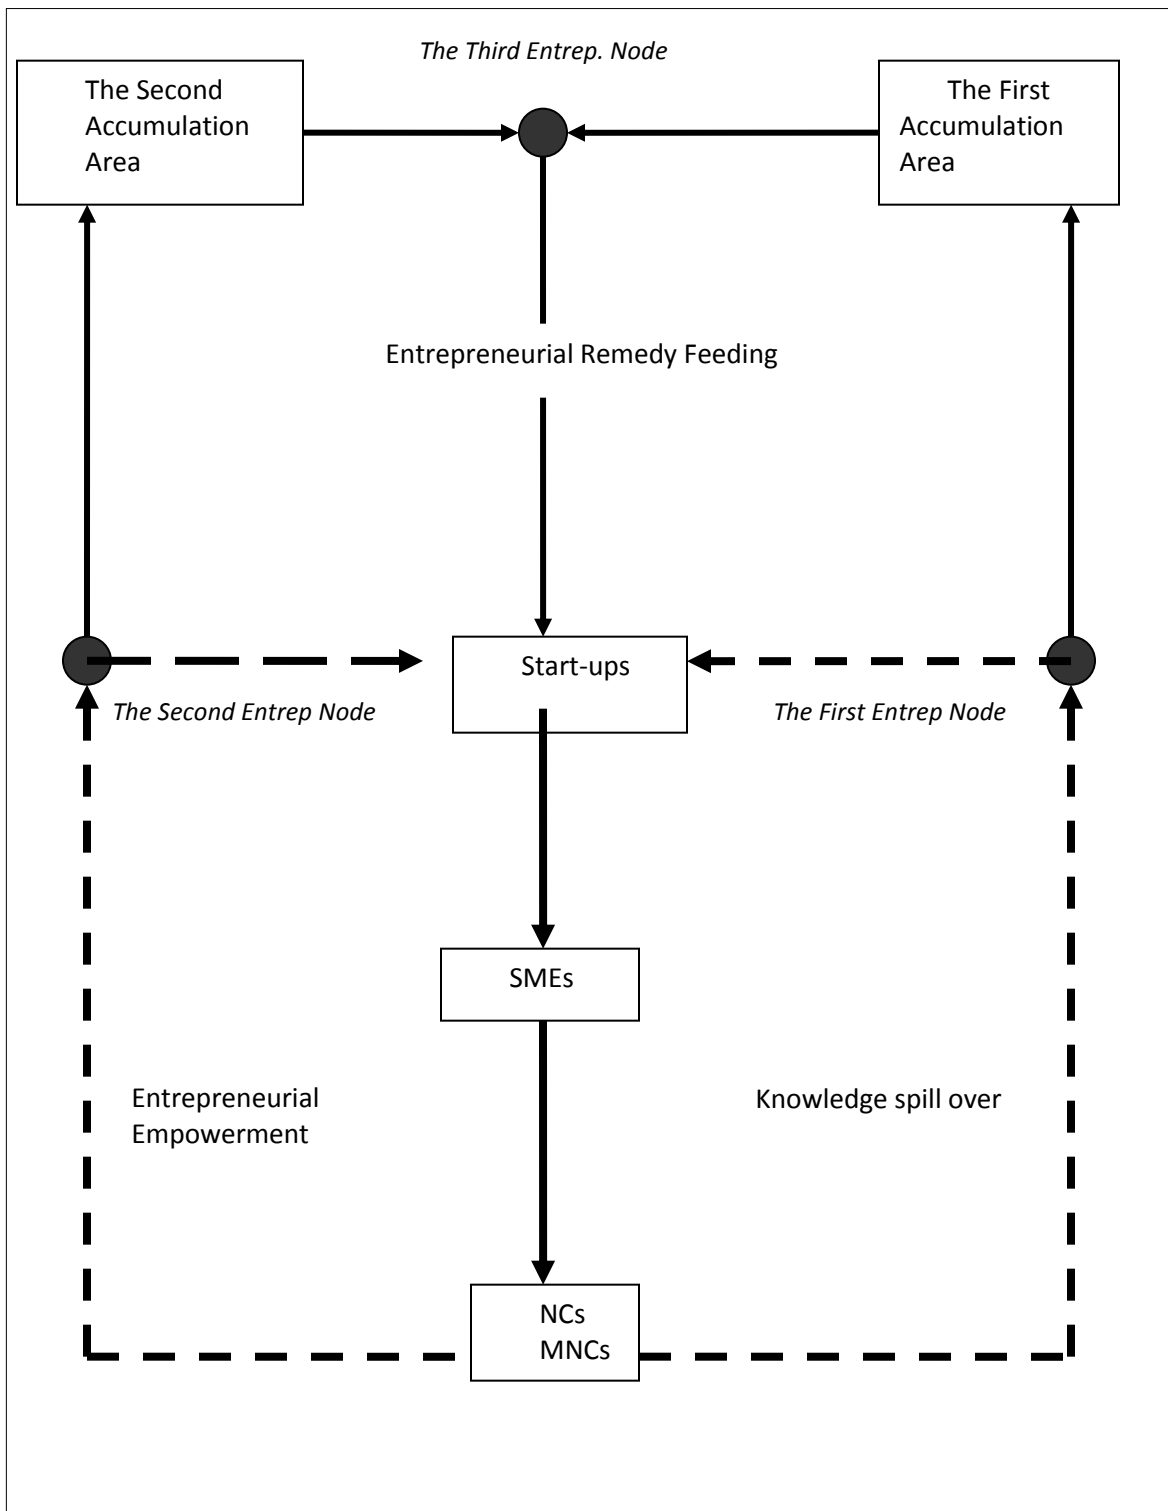 The Third Entrep. Node
The Second
Accumulation
Area
The First
Accumulation
Area
Entrepreneurial Remedy Feeding
Start-ups
The Second Entrep Node
The First Entrep Node
SMEs
Entrepreneurial
Empowerment
Knowledge spill over
NCs
MNCs